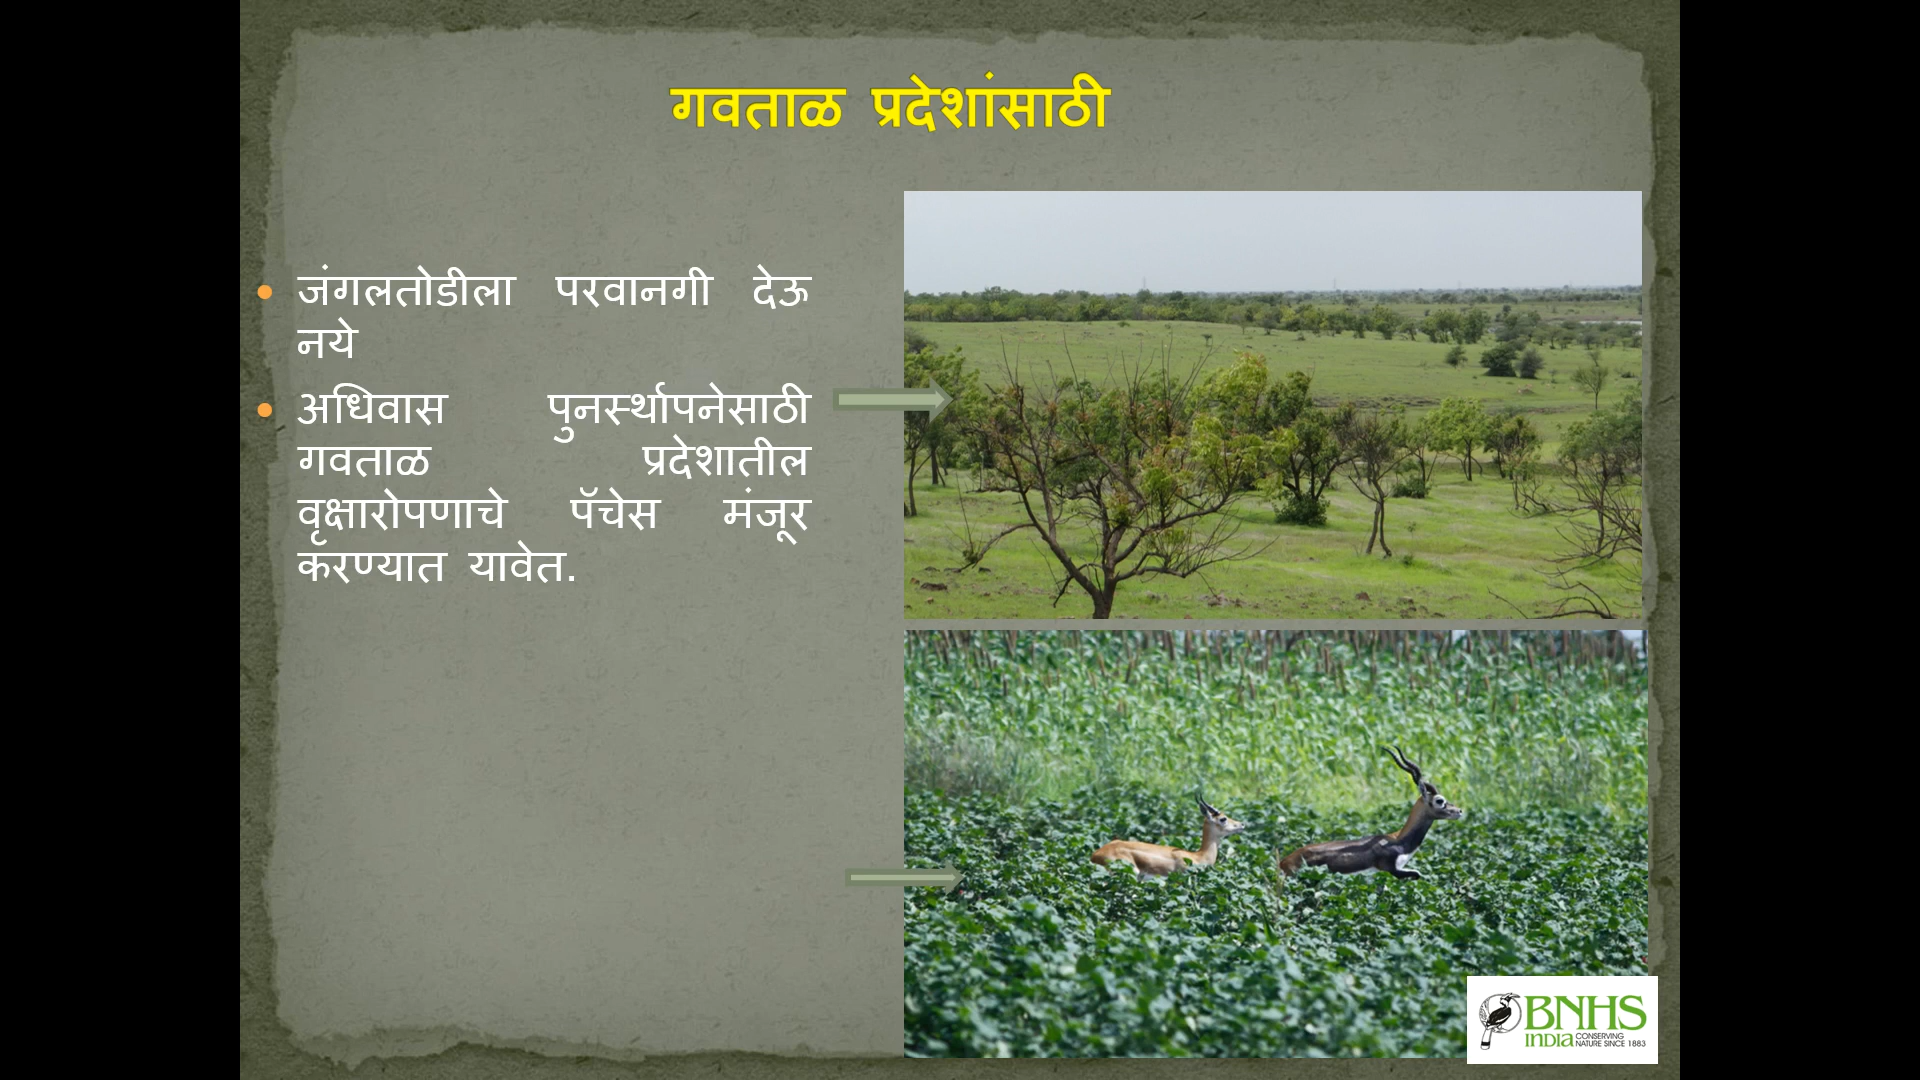 गवताळ प्रदेशांसाठी
• जंगलतोडीला परवानगी देऊ
नये
• अधिवास पुनर्स्थापनेसाठी
गवताळ प्रदेशातील
वृक्षारोपणाचे पॅचेस मंजूर
करण्यात यावेत.
BNHS
INDIA CONSERVING
NATURE SINCE 1883